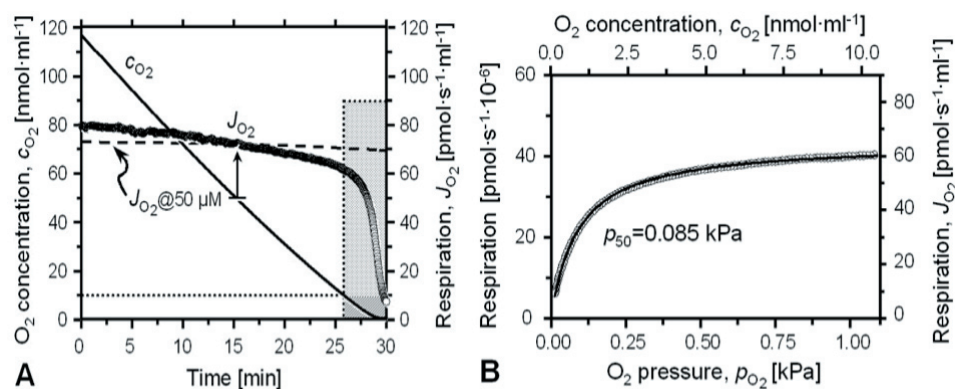 O₂ concentration, cO₂ [nmol·ml⁻¹]
120
100
80
60
40
20
0
cO₂
JO₂
JO₂@50 µM
120
100
80
60
40
20
0
Respiration, JO₂ [pmol·s⁻¹·ml⁻¹]
0 5 10 15 20 25 30
Time [min]
A
O₂ concentration, cO₂ [nmol·ml⁻¹]
0.0 2.5 5.0 7.5 10.0
Respiration [pmol·s⁻¹·10⁻⁶]
60
40
20
0
p₅₀=0.085 kPa
80
60
40
20
0
Respiration, JO₂ [pmol·s⁻¹·ml⁻¹]
0.00 0.25 0.50 0.75 1.00
O₂ pressure, pO₂ [kPa]
B